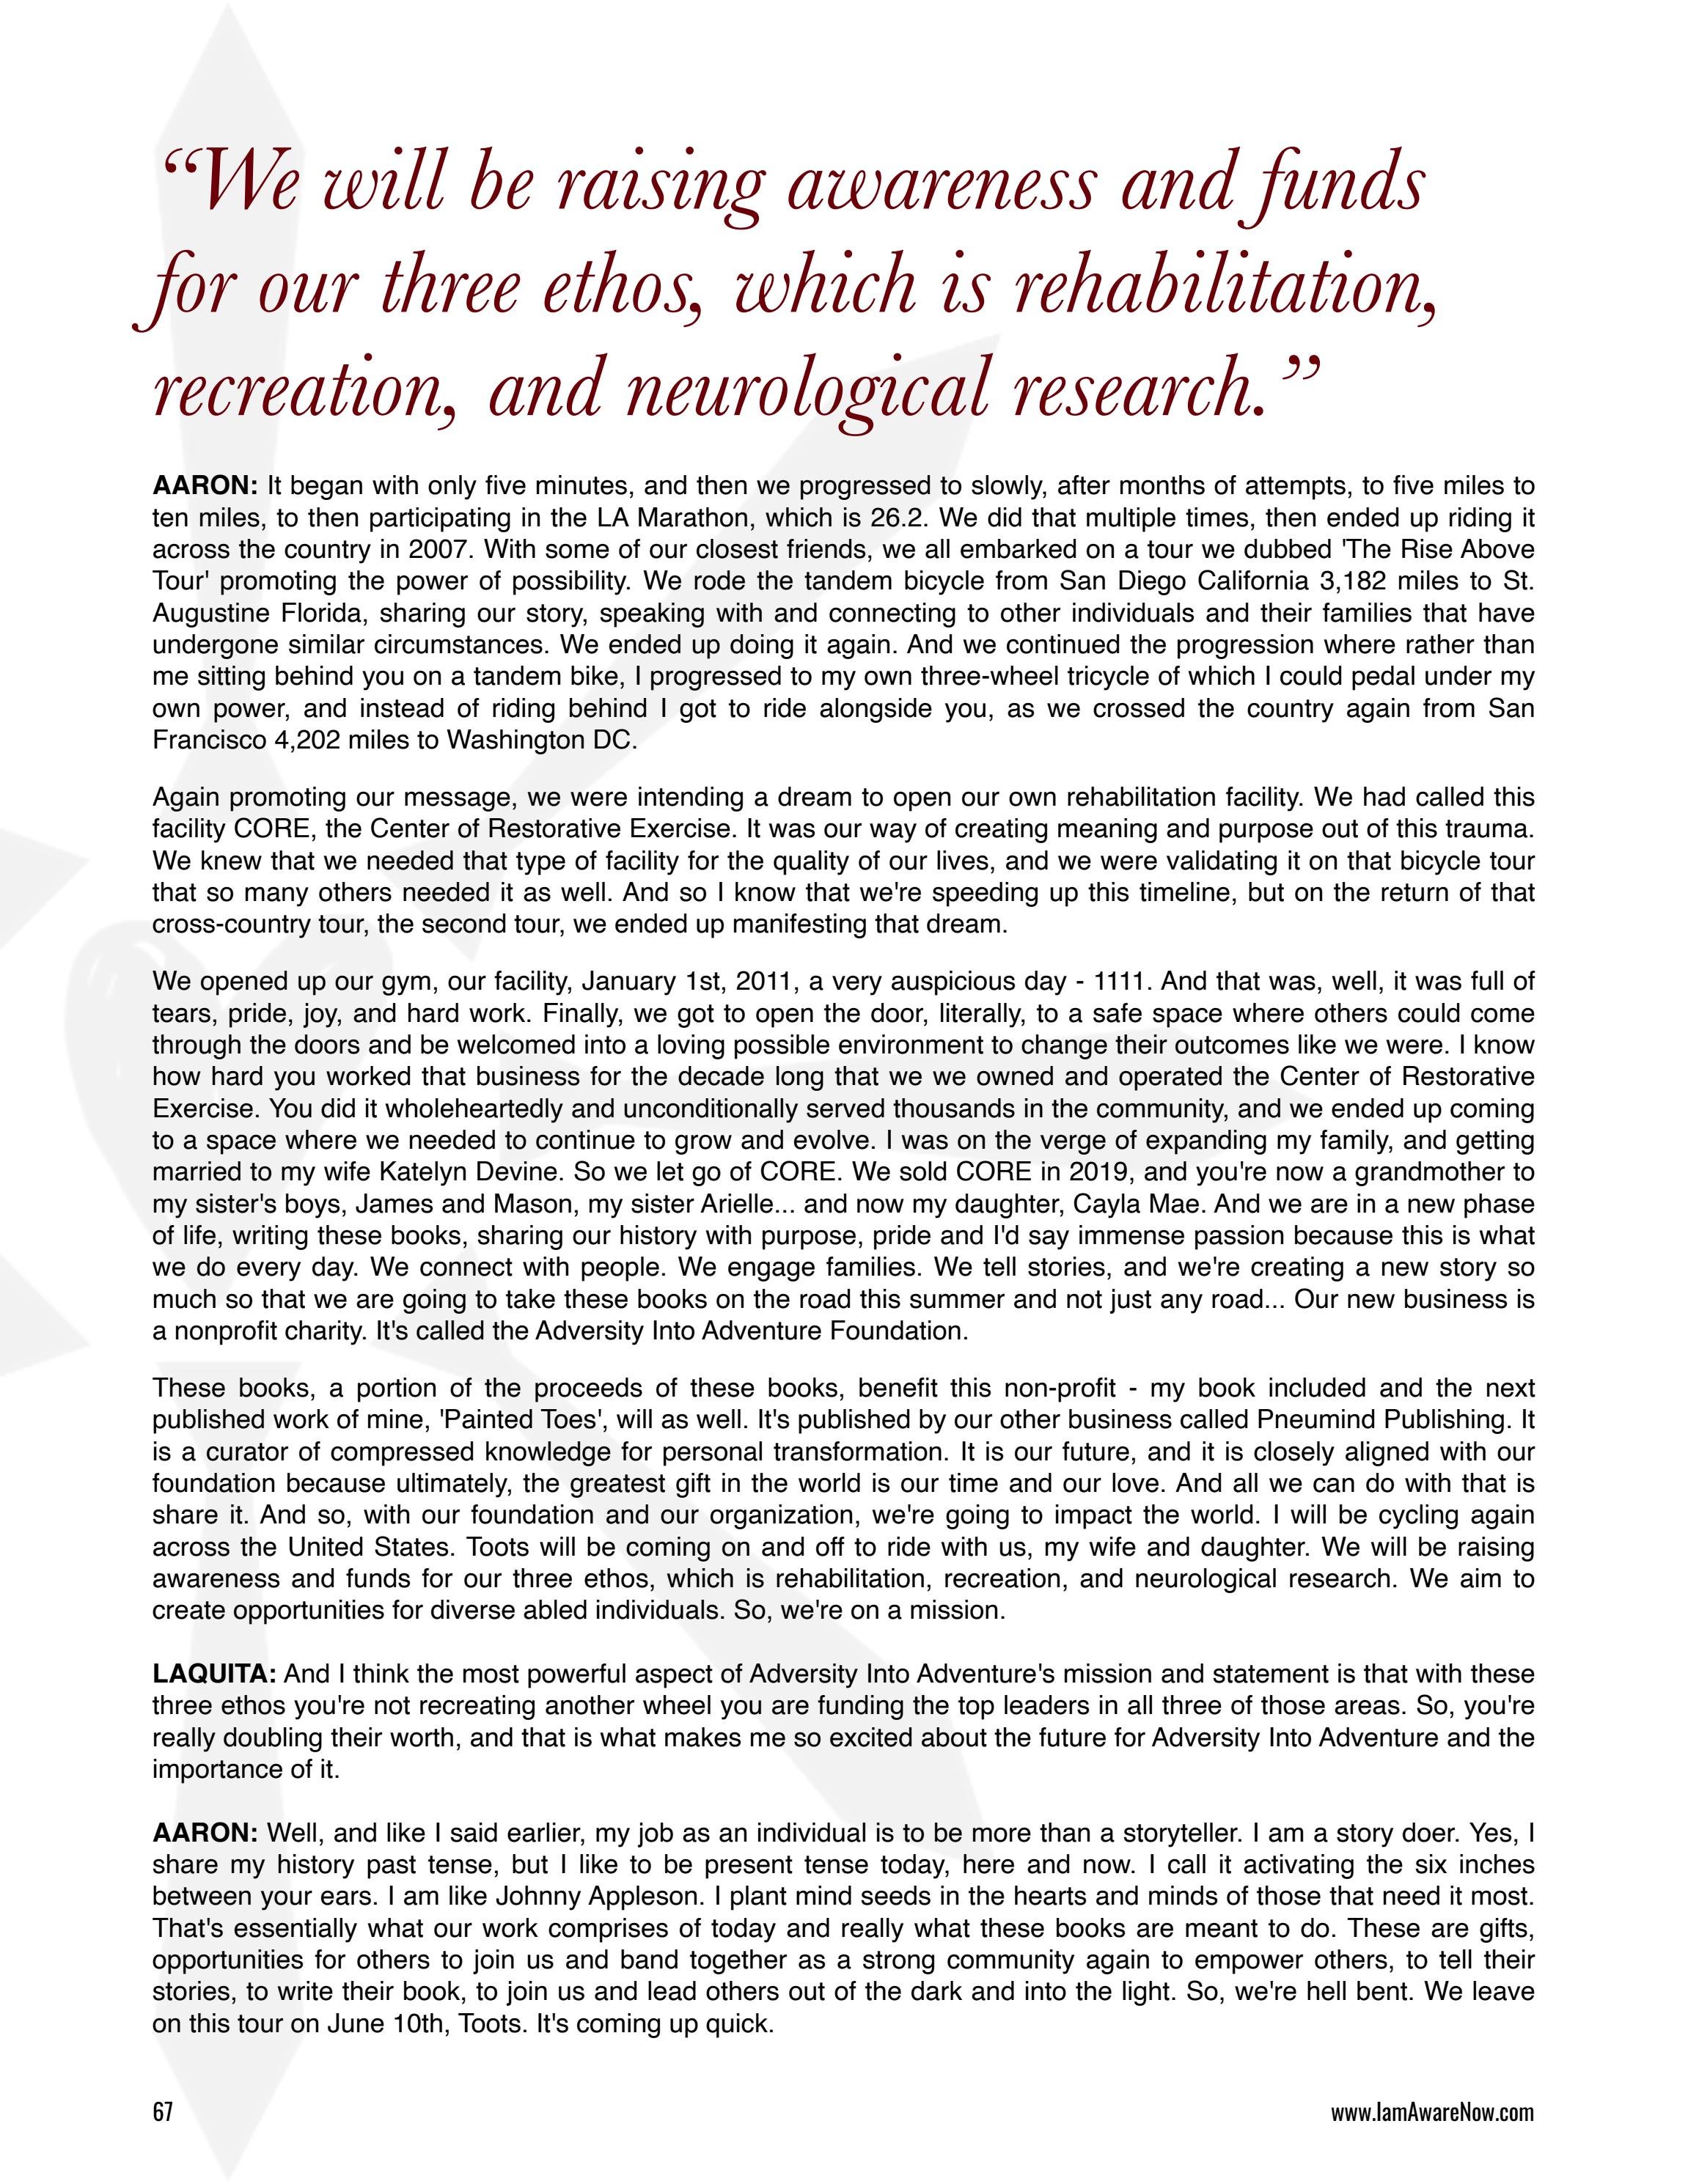 “We will be raising awareness and funds
for our three ethos, which is rehabilitation,
recreation, and neurological research.”
AARON: It began with only five minutes, and then we progressed to slowly, after months of attempts, to five miles to
ten miles, to then participating in the LA Marathon, which is 26.2. We did that multiple times, then ended up riding it
across the country in 2007. With some of our closest friends, we all embarked on a tour we dubbed 'The Rise Above
Tour' promoting the power of possibility. We rode the tandem bicycle from San Diego California 3,182 miles to St.
Augustine Florida, sharing our story, speaking with and connecting to other individuals and their families that have
undergone similar circumstances. We ended up doing it again. And we continued the progression where rather than
me sitting behind you on a tandem bike, I progressed to my own three-wheel tricycle of which I could pedal under my
own power, and instead of riding behind I got to ride alongside you, as we crossed the country again from San
Francisco 4,202 miles to Washington DC.
Again promoting our message, we were intending a dream to open our own rehabilitation facility. We had called this
facility CORE, the Center of Restorative Exercise. It was our way of creating meaning and purpose out of this trauma.
We knew that we needed that type of facility for the quality of our lives, and we were validating it on that bicycle tour
that so many others needed it as well. And so I know that we're speeding up this timeline, but on the return of that
cross-country tour, the second tour, we ended up manifesting that dream.
We opened up our gym, our facility, January 1st, 2011, a very auspicious day - 1111. And that was, well, it was full of
tears, pride, joy, and hard work. Finally, we got to open the door, literally, to a safe space where others could come
through the doors and be welcomed into a loving possible environment to change their outcomes like we were. I know
how hard you worked that business for the decade long that we we owned and operated the Center of Restorative
Exercise. You did it wholeheartedly and unconditionally served thousands in the community, and we ended up coming
to a space where we needed to continue to grow and evolve. I was on the verge of expanding my family, and getting
married to my wife Katelyn Devine. So we let go of CORE. We sold CORE in 2019, and you're now a grandmother to
my sister's boys, James and Mason, my sister Arielle... and now my daughter, Cayla Mae. And we are in a new phase
of life, writing these books, sharing our history with purpose, pride and I'd say immense passion because this is what
we do every day. We connect with people. We engage families. We tell stories, and we're creating a new story so
much so that we are going to take these books on the road this summer and not just any road... Our new business is
a nonprofit charity. It's called the Adversity Into Adventure Foundation.
These books, a portion of the proceeds of these books, benefit this non-profit - my book included and the next
published work of mine, 'Painted Toes', will as well. It's published by our other business called Pneumind Publishing. It
is a curator of compressed knowledge for personal transformation. It is our future, and it is closely aligned with our
foundation because ultimately, the greatest gift in the world is our time and our love. And all we can do with that is
share it. And so, with our foundation and our organization, we're going to impact the world. I will be cycling again
across the United States. Toots will be coming on and off to ride with us, my wife and daughter. We will be raising
awareness and funds for our three ethos, which is rehabilitation, recreation, and neurological research. We aim to
create opportunities for diverse abled individuals. So, we're on a mission.
LAQUITA: And I think the most powerful aspect of Adversity Into Adventure's mission and statement is that with these
three ethos you're not recreating another wheel you are funding the top leaders in all three of those areas. So, you're
really doubling their worth, and that is what makes me so excited about the future for Adversity Into Adventure and the
importance of it.
AARON: Well, and like I said earlier, my job as an individual is to be more than a storyteller. I am a story doer. Yes, I
share my history past tense, but I like to be present tense today, here and now. I call it activating the six inches
between your ears. I am like Johnny Appleson. I plant mind seeds in the hearts and minds of those that need it most.
That's essentially what our work comprises of today and really what these books are meant to do. These are gifts,
opportunities for others to join us and band together as a strong community again to empower others, to tell their
stories, to write their book, to join us and lead others out of the dark and into the light. So, we're hell bent. We leave
on this tour on June 10th, Toots. It's coming up quick.
67
www.IamAwareNow.com